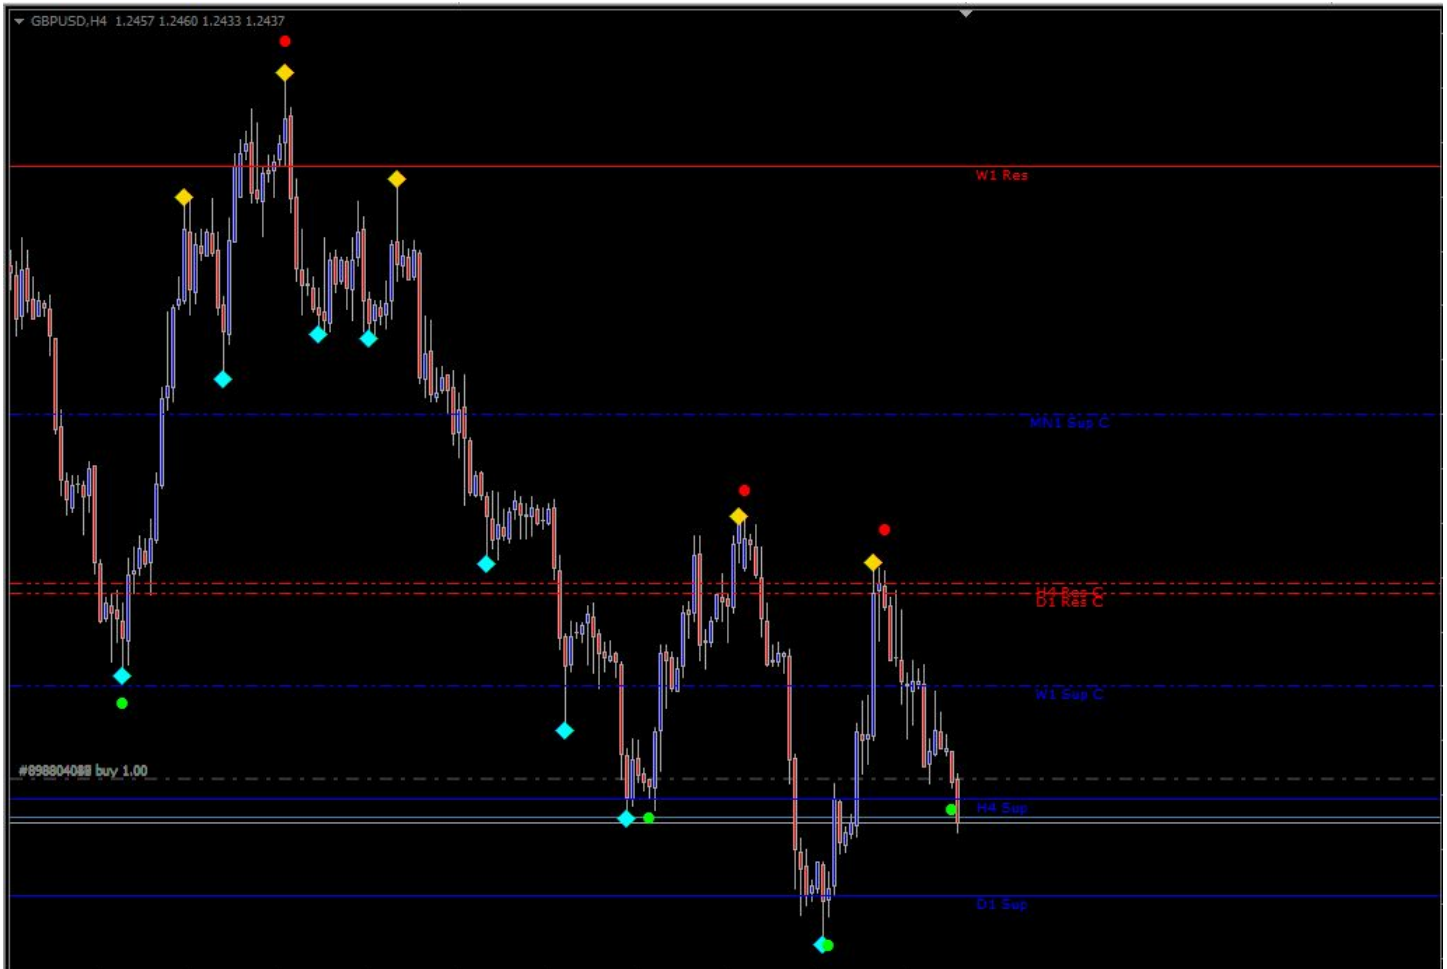 GBPUSD,H4 1.2457 1.2460 1.2433 1.2437
W1 Res
MN1 Sup C
H4 Res C
D1 Res C
W1 Sup C
buy 1.00
H4 Sup
D1 Sup